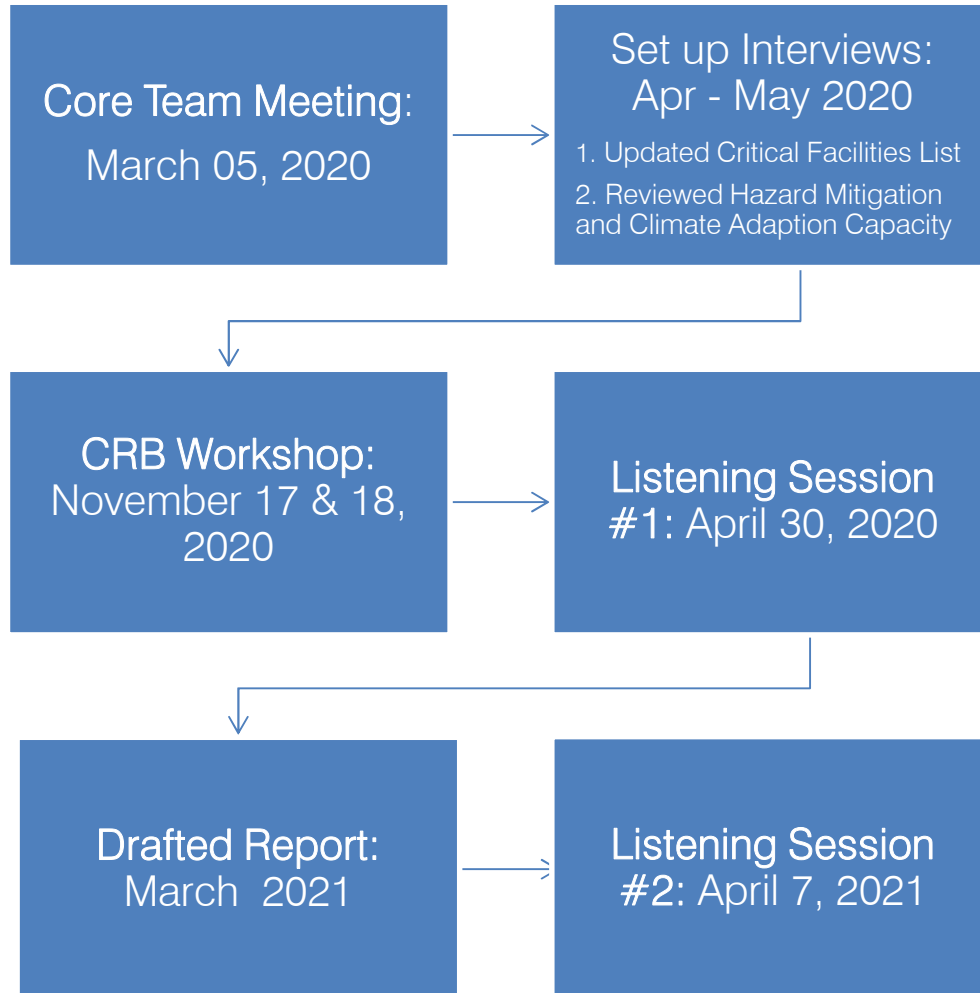 Core Team Meeting:
March 05, 2020
Set up Interviews:
Apr - May 2020
1. Updated Critical Facilities List
2. Reviewed Hazard Mitigation
and Climate Adaption Capacity
CRB Workshop:
November 17 & 18,
2020
Listening Session
#1: April 30, 2020
Drafted Report:
March 2021
Listening Session
#2: April 7, 2021